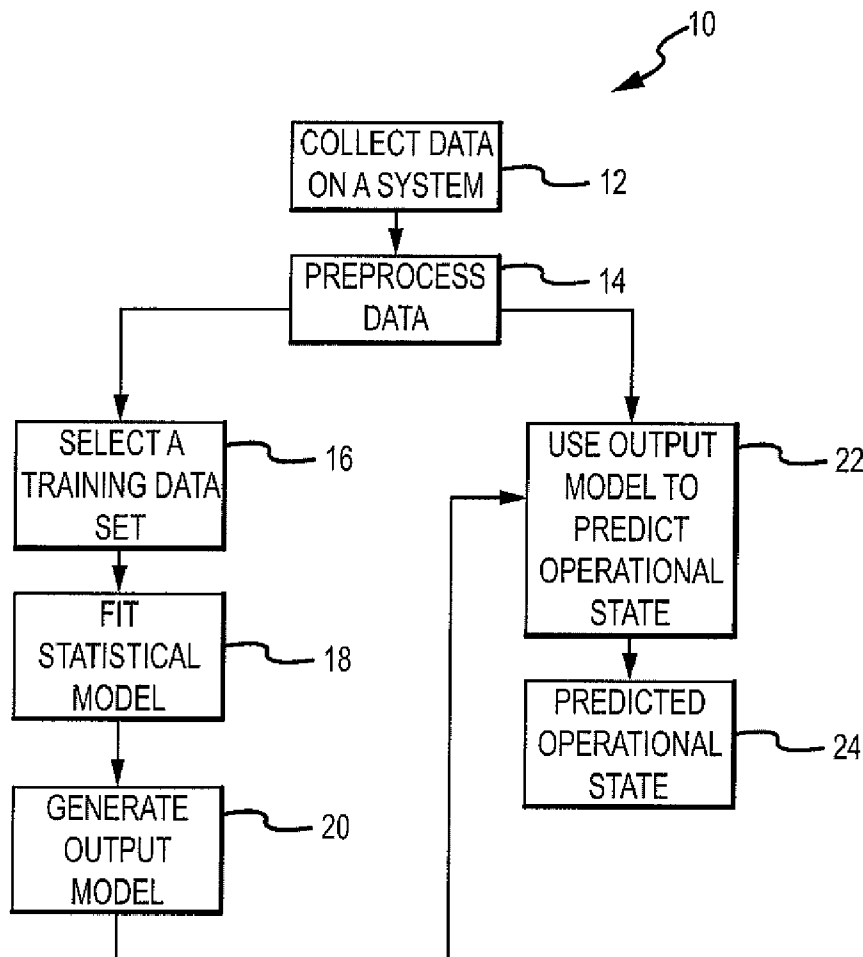 10
COLLECT DATA
ON A SYSTEM
12
PREPROCESS
DATA
14
SELECT A
TRAINING DATA
SET
16
FIT
STATISTICAL
MODEL
18
GENERATE
OUTPUT
MODEL
20
USE OUTPUT
MODEL TO
PREDICT
OPERATIONAL
STATE
22
PREDICTED
OPERATIONAL
STATE
24